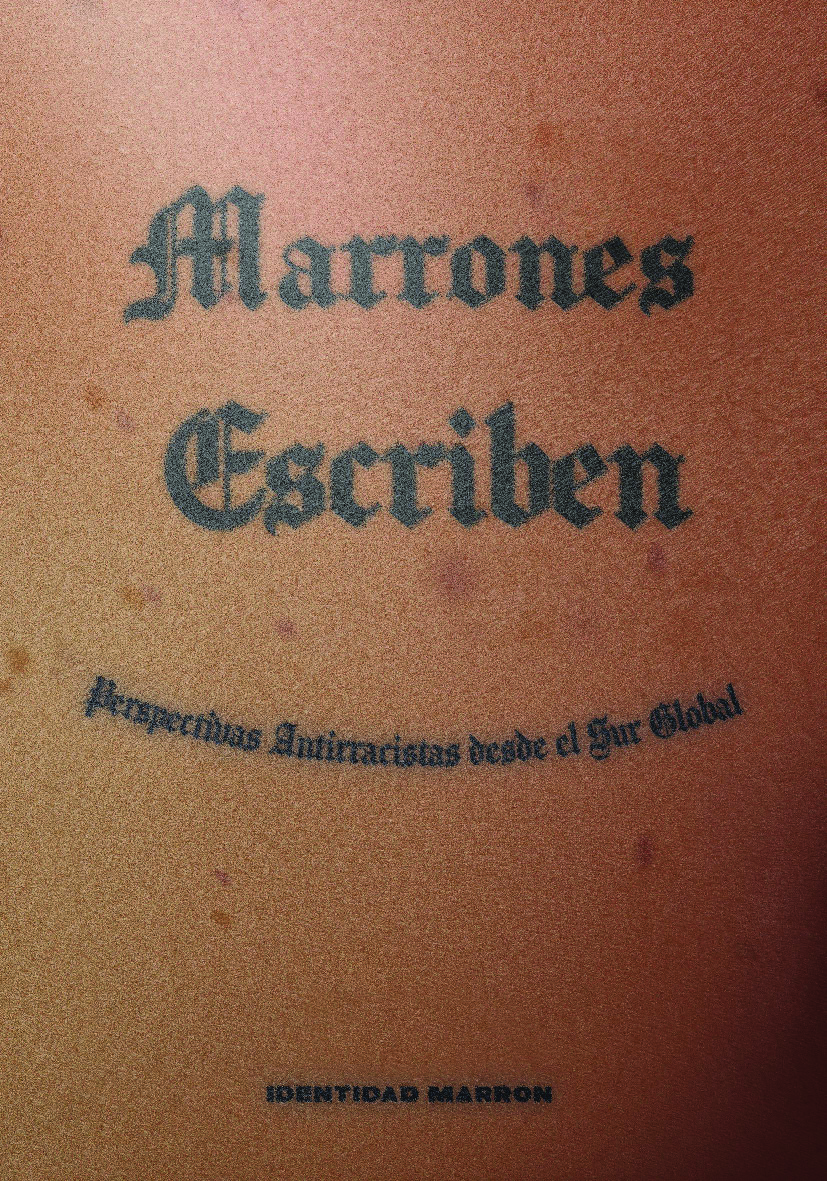 Marrones
Escriben
Perspectivas Antirracistas desde el Sur Global
IDENTIDAD MARRON